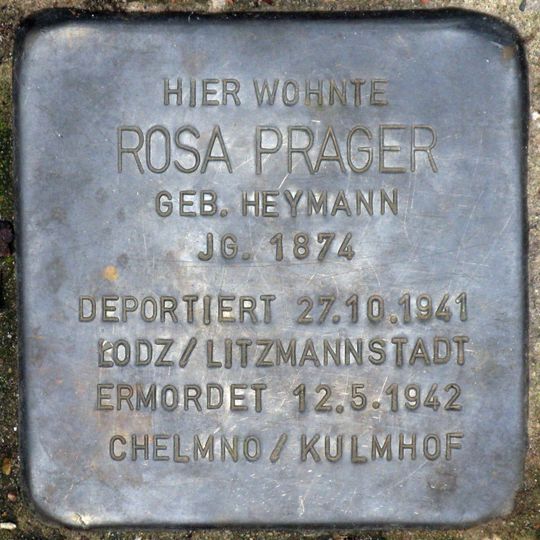 HIER WOHNTE
ROSA PRAGER
GEB. HEYMANN
JG. 1874
DEPORTIERT 27.10.1941
LODZ/LITZMANNSTADT
ERMORDET 12.5.1942
CHELMNO/KULMHOF